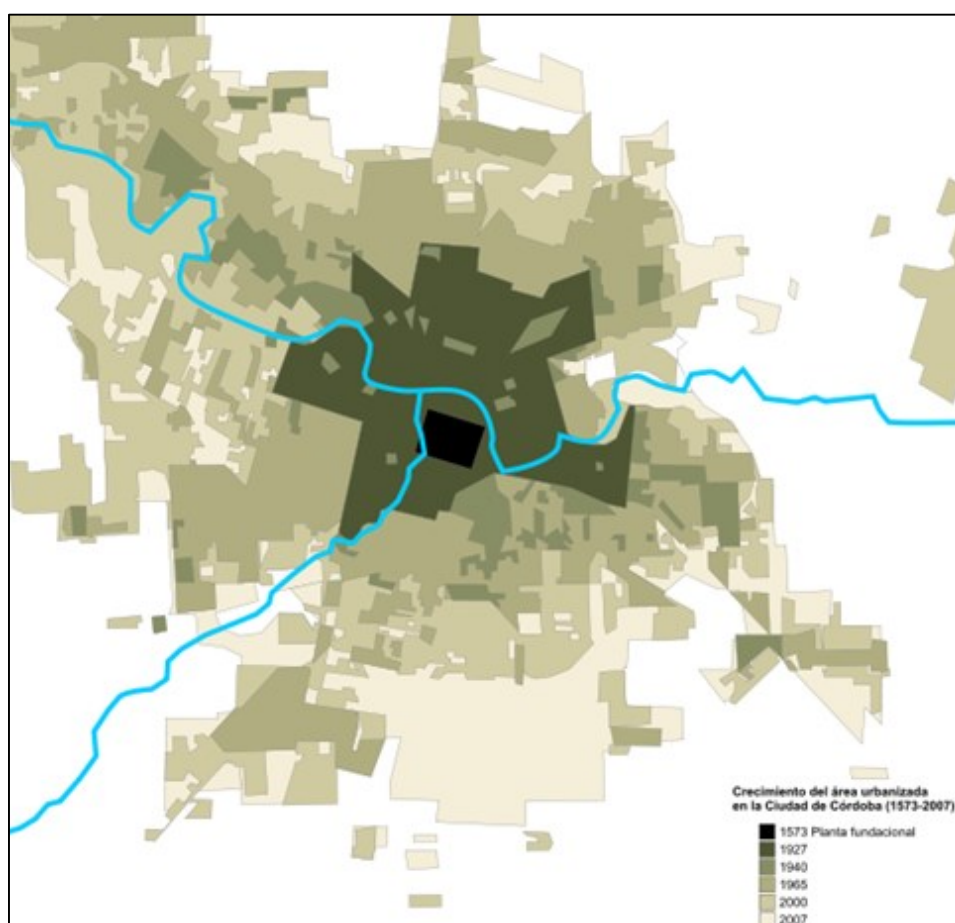 Crecimiento del área urbanizada
en la Ciudad de Córdoba (1573-2007)
1573 Planta fundacional
1927
1940
1965
2000
2007